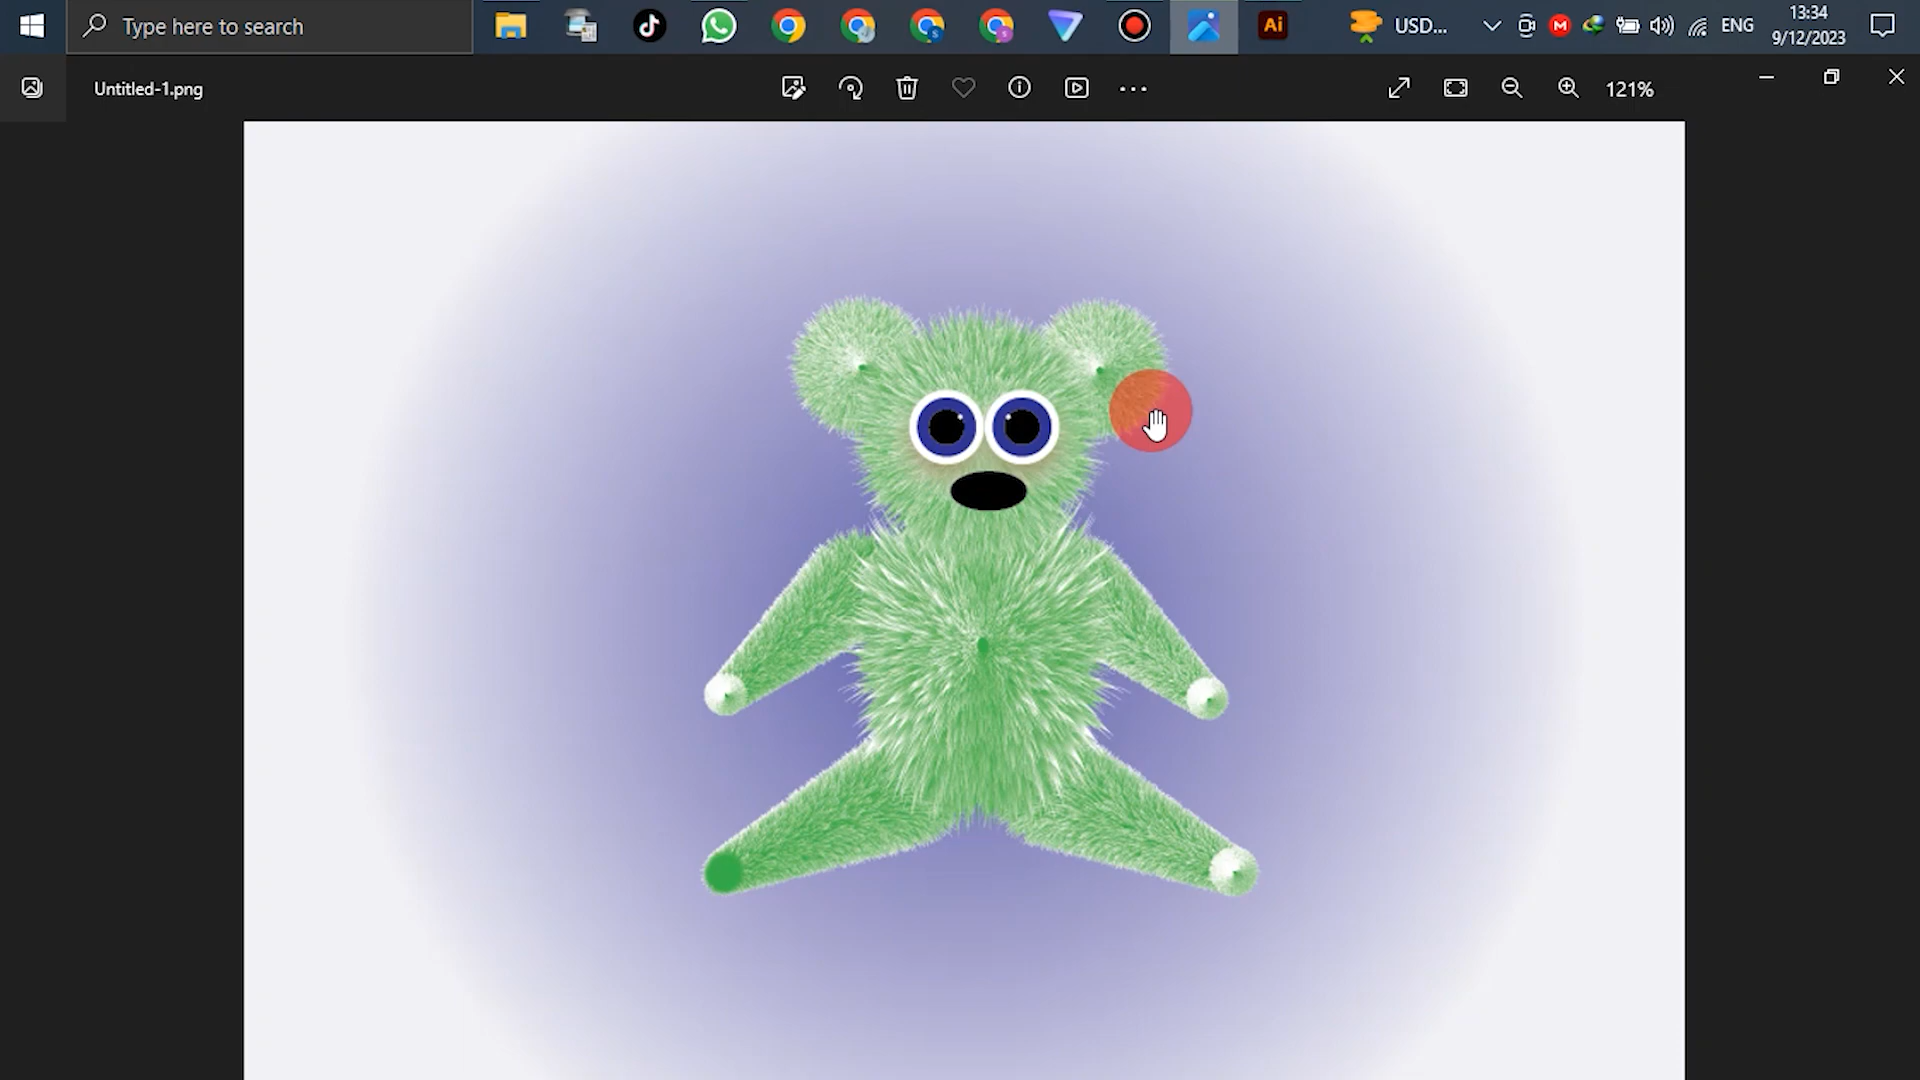 Type here to search
Ai
USD...
M
ENG
13:34
9/12/2023
Untitled-1.png
121%